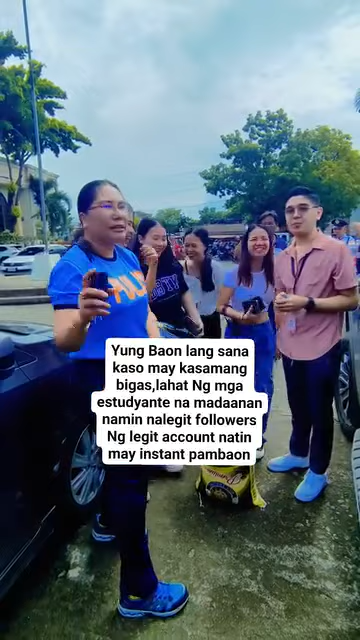 Yung Baon lang sana
kaso may kasamang
bigas,lahat Ng mga
estudyante na madaanan
namin nalegit followers
Ng legit account natin
may instant pambaon